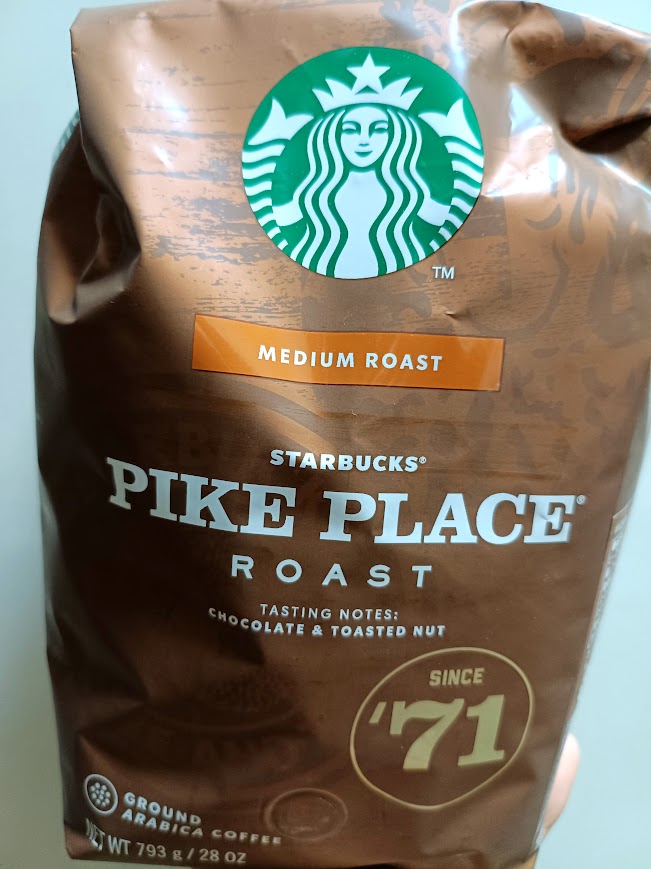 TM
MEDIUM ROAST
STARBUCKS®
PIKE PLACE®
ROAST
TASTING NOTES:
CHOCOLATE & TOASTED NUT
SINCE
'71
GROUND
ARABICA COFFEE
NET WT 793 g / 28 OZ